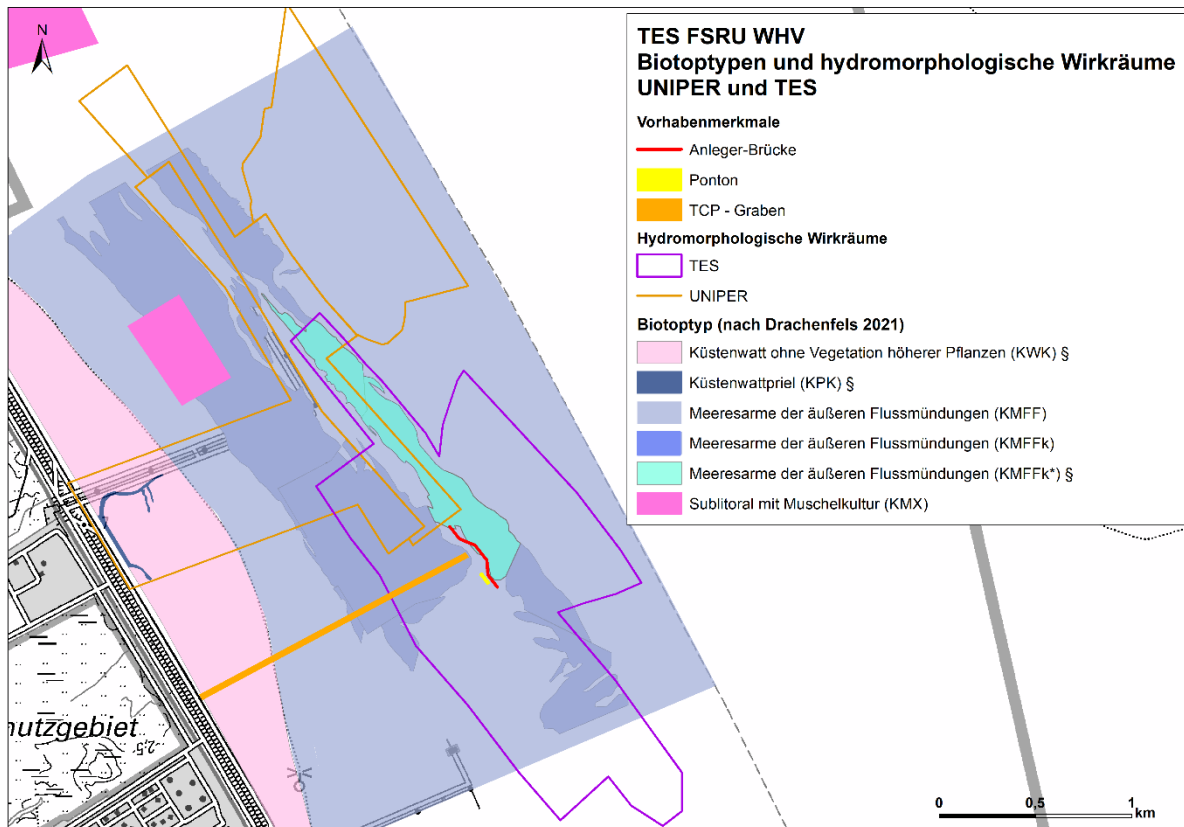 N
TES FSRU WHV
Biotoptypen und hydromorphologische Wirkräume
UNIPER und TES
Vorhabenmerkmale
Anleger-Brücke
Ponton
TCP - Graben
Hydromorphologische Wirkräume
TES
UNIPER
Biotoptyp (nach Drachenfels 2021)
Küstenwatt ohne Vegetation höherer Pflanzen (KWK) §
Küstenwattpriel (KPK) §
Meeresarme der äußeren Flussmündungen (KMFF)
Meeresarme der äußeren Flussmündungen (KMFFk)
Meeresarme der äußeren Flussmündungen (KMFFk*) §
Sublitoral mit Muschelkultur (KMX)
nutzgebiet
2,5
0 0,5 1
km